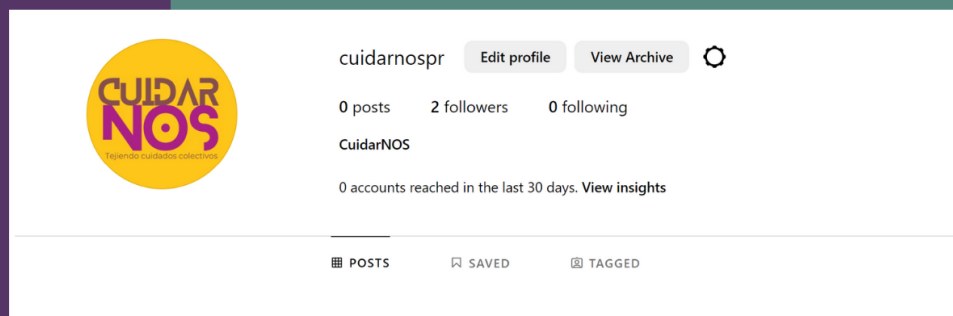 CUIDAR
NOS
Tejiendo cuidados colectivos
cuidarnospr Edit profile View Archive
0 posts 2 followers 0 following
CuidarNOS
0 accounts reached in the last 30 days. View insights
POSTS SAVED TAGGED